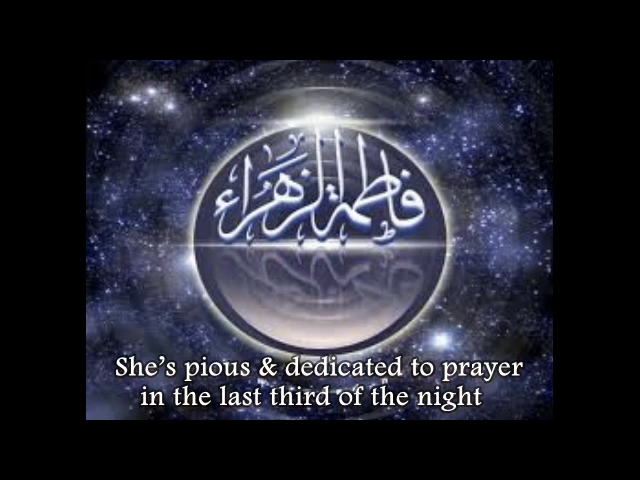 فاطمة الزهراء
She's pious & dedicated to prayer
in the last third of the night